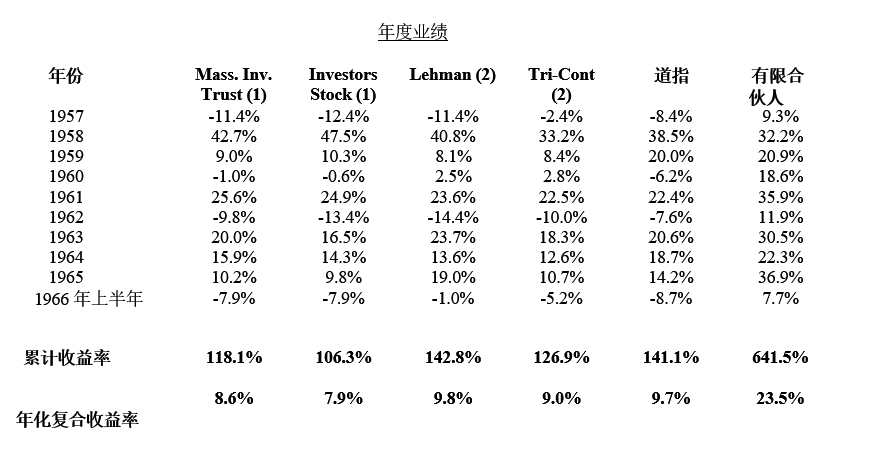 年度业绩
年份 Mass. Inv. Trust (1) Investors Stock (1) Lehman (2) Tri-Cont (2) 道指 有限合伙人
1957 -11.4% -12.4% -11.4% -2.4% -8.4% 9.3%
1958 42.7% 47.5% 40.8% 33.2% 38.5% 32.2%
1959 9.0% 10.3% 8.1% 8.4% 20.0% 20.9%
1960 -1.0% -0.6% 2.5% 2.8% -6.2% 18.6%
1961 25.6% 24.9% 23.6% 22.5% 22.4% 35.9%
1962 -9.8% -13.4% -14.4% -10.0% -7.6% 11.9%
1963 20.0% 16.5% 23.7% 18.3% 20.6% 30.5%
1964 15.9% 14.3% 13.6% 12.6% 18.7% 22.3%
1965 10.2% 9.8% 19.0% 10.7% 14.2% 36.9%
1966 年上半年 -7.9% -7.9% -1.0% -5.2% -8.7% 7.7%
累计收益率 118.1% 106.3% 142.8% 126.9% 141.1% 641.5%
8.6% 7.9% 9.8% 9.0% 9.7% 23.5%
年化复合收益率